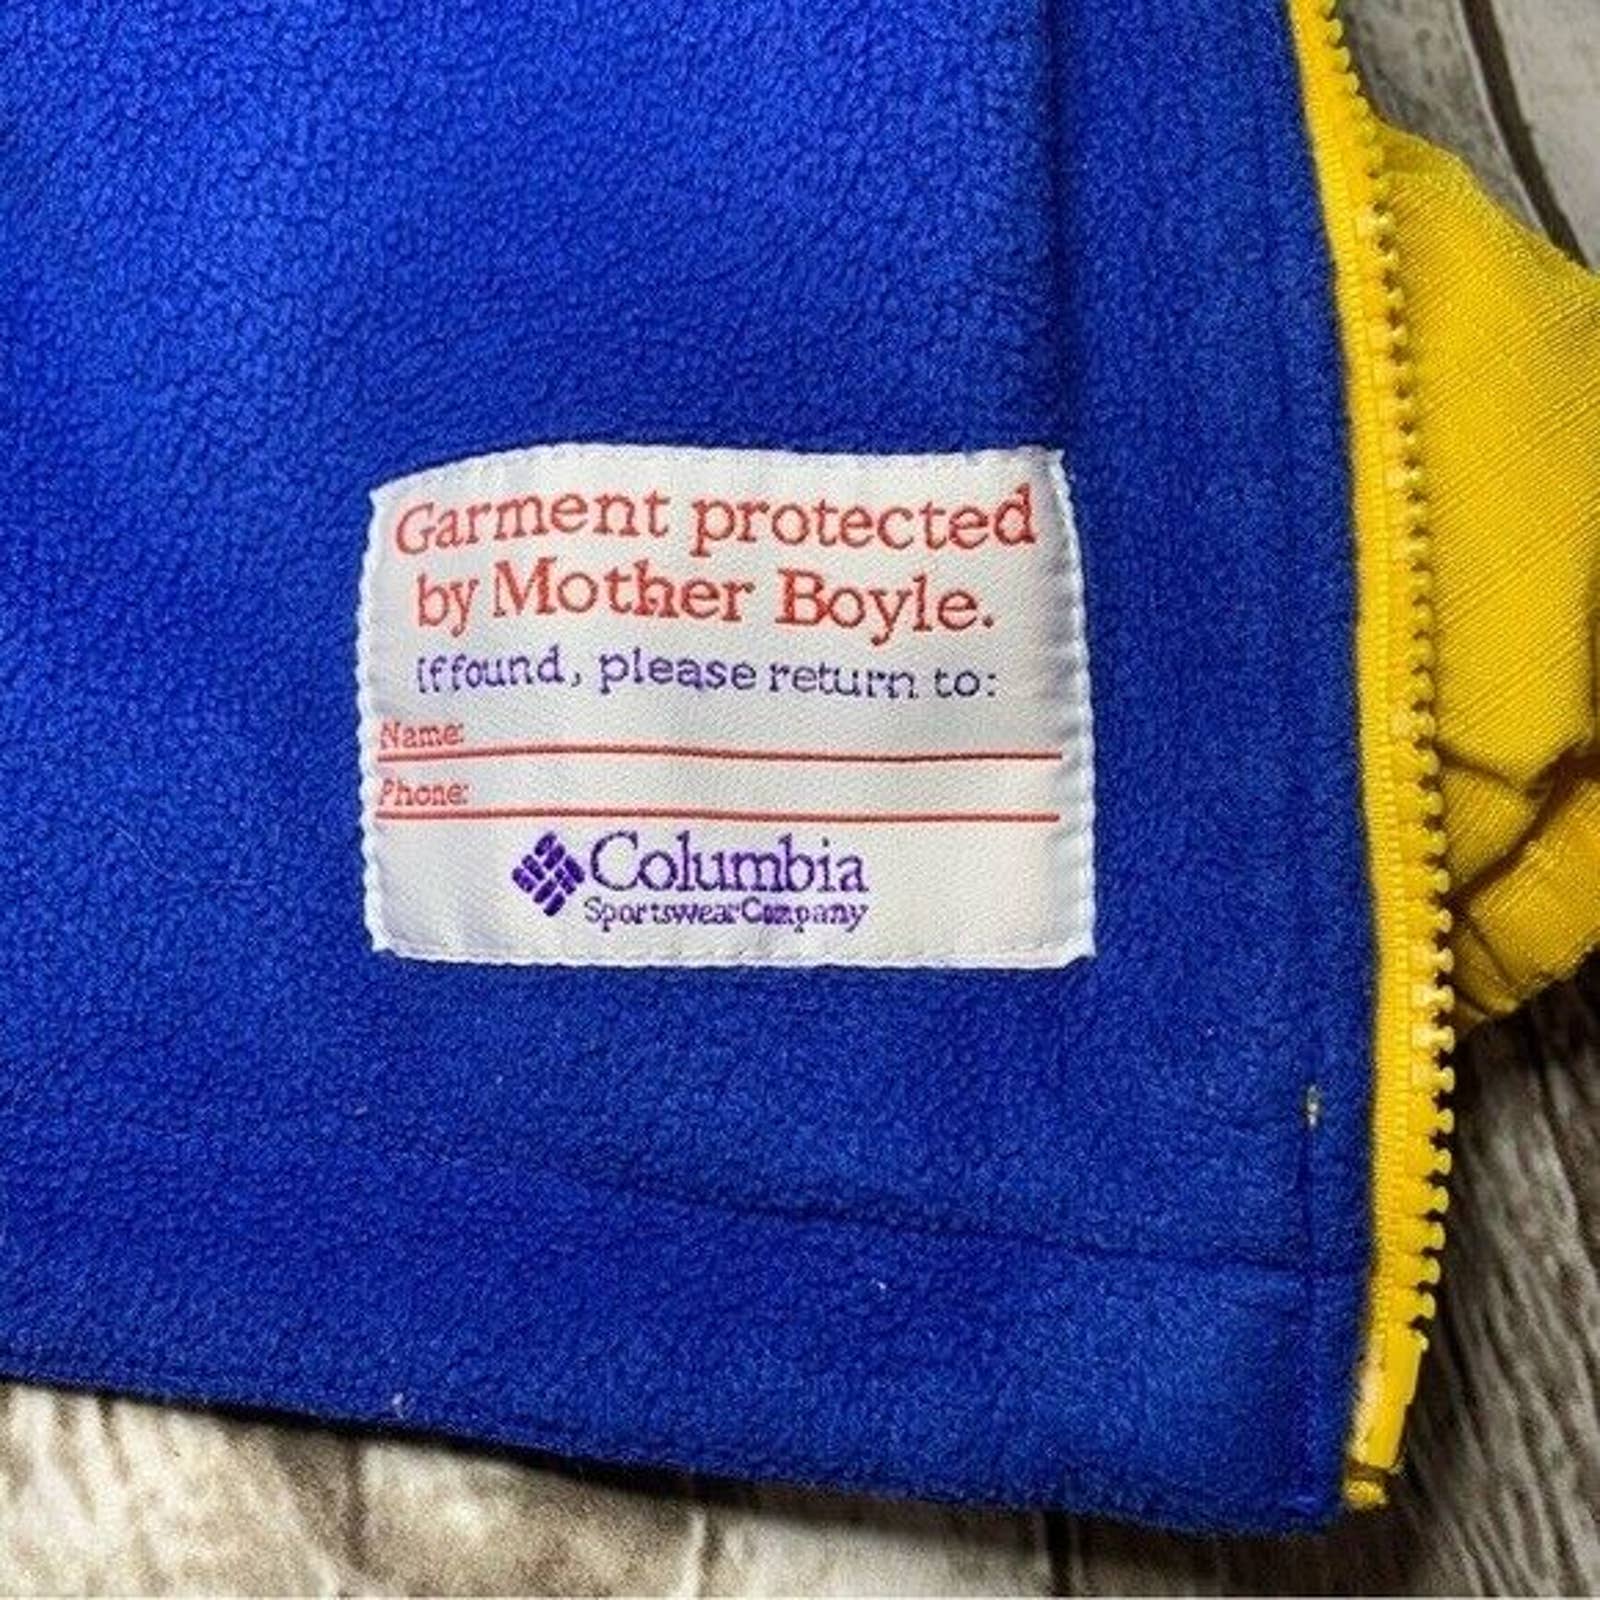 Garment protected
by Mother Boyle.
If found, please return to:
Name:
Phone:
Columbia
Sportswear Company